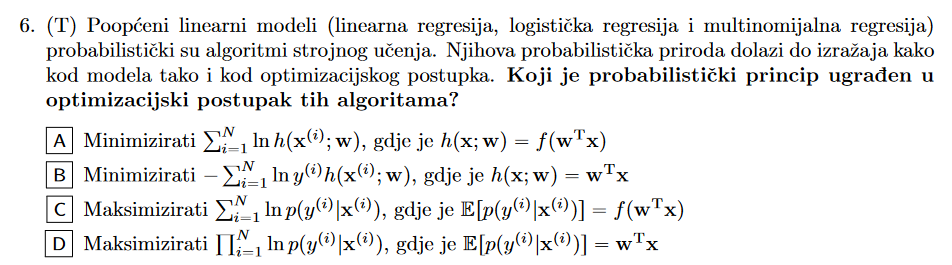 6. (T) Poopćeni linearni modeli (linearna regresija, logistička regresija i multinomijalna regresija)
probabilistički su algoritmi strojnog učenja. Njihova probabilistička priroda dolazi do izražaja kako
kod modela tako i kod optimizacijskog postupka. Koji je probabilistički princip ugrađen u
optimizacijski postupak tih algoritama?
A Minimizirati $\sum_{i=1}^{N} \ln h(\mathbf{x}^{(i)}; \mathbf{w})$, gdje je $h(\mathbf{x}; \mathbf{w}) = f(\mathbf{w}^{\mathrm{T}}\mathbf{x})$
B Minimizirati $-\sum_{i=1}^{N} \ln y^{(i)} h(\mathbf{x}^{(i)}; \mathbf{w})$, gdje je $h(\mathbf{x}; \mathbf{w}) = \mathbf{w}^{\mathrm{T}}\mathbf{x}$
C Maksimizirati $\sum_{i=1}^{N} \ln p(y^{(i)}|\mathbf{x}^{(i)})$, gdje je $\mathbb{E}[p(y^{(i)}|\mathbf{x}^{(i)})] = f(\mathbf{w}^{\mathrm{T}}\mathbf{x})$
D Maksimizirati $\prod_{i=1}^{N} \ln p(y^{(i)}|\mathbf{x}^{(i)})$, gdje je $\mathbb{E}[p(y^{(i)}|\mathbf{x}^{(i)})] = \mathbf{w}^{\mathrm{T}}\mathbf{x}$